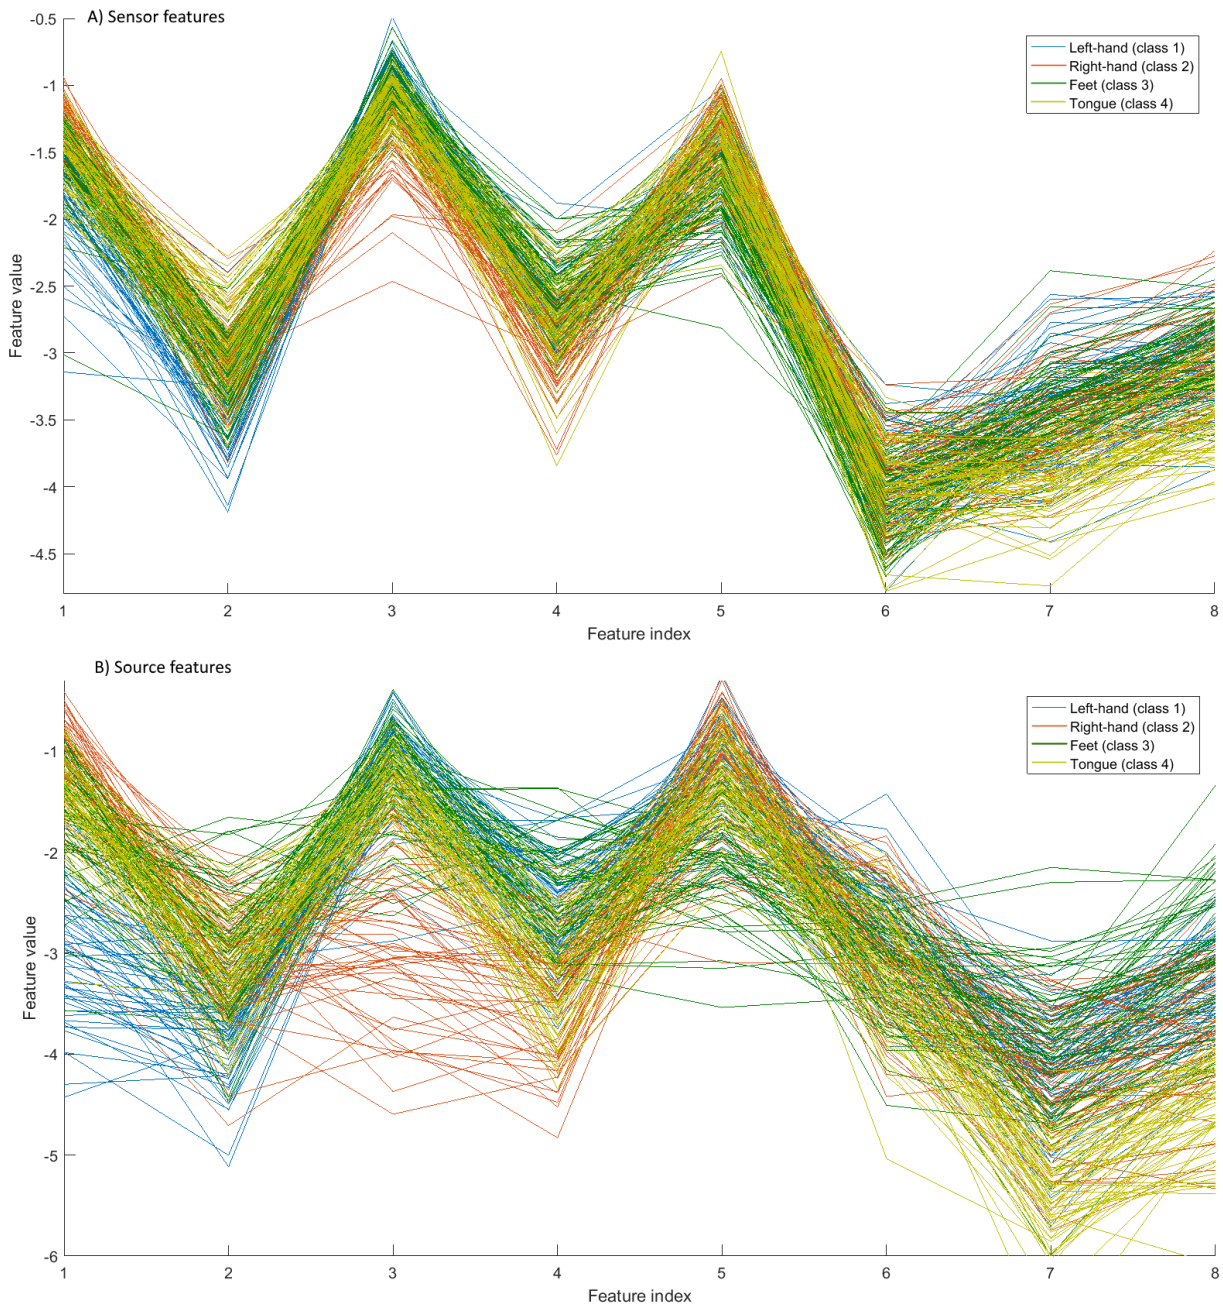 A) Sensor features
-0.5
-1
-1.5
-2
-2.5
-3
-3.5
-4
-4.5
Feature value
Left-hand (class 1)
Right-hand (class 2)
Feet (class 3)
Tongue (class 4)
1 2 3 4 5 6 7 8
Feature index
B) Source features
-1
-2
-3
-4
-5
-6
Feature value
Left-hand (class 1)
Right-hand (class 2)
Feet (class 3)
Tongue (class 4)
1 2 3 4 5 6 7 8
Feature index